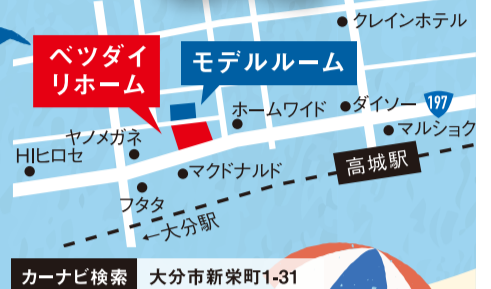 クレインホテル
ベツダイ
リホーム
モデルルーム
ホームワイド
ダイソー
197
マルショク
ヤノメガネ
HIヒロセ
マクドナルド
高城駅
フタタ
←大分駅
カーナビ検索 大分市新栄町1-31